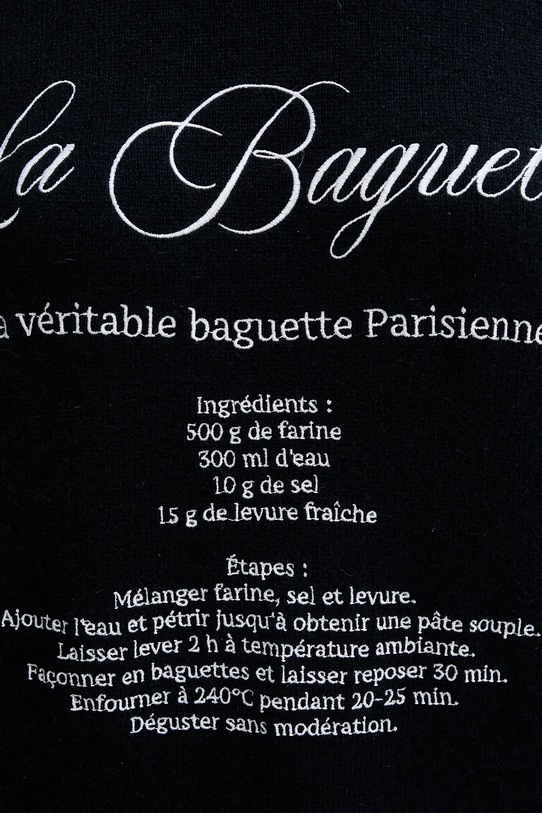 la Baguet
a véritable baguette Parisienne
Ingrédients :
500 g de farine
300 ml d'eau
10 g de sel
15 g de levure fraîche
Étapes :
Mélanger farine, sel et levure.
Ajouter l'eau et pétrir jusqu'à obtenir une pâte souple.
Laisser lever 2 h à température ambiante.
Façonner en baguettes et laisser reposer 30 min.
Enfourner à 240°C pendant 20-25 min.
Déguster sans modération.